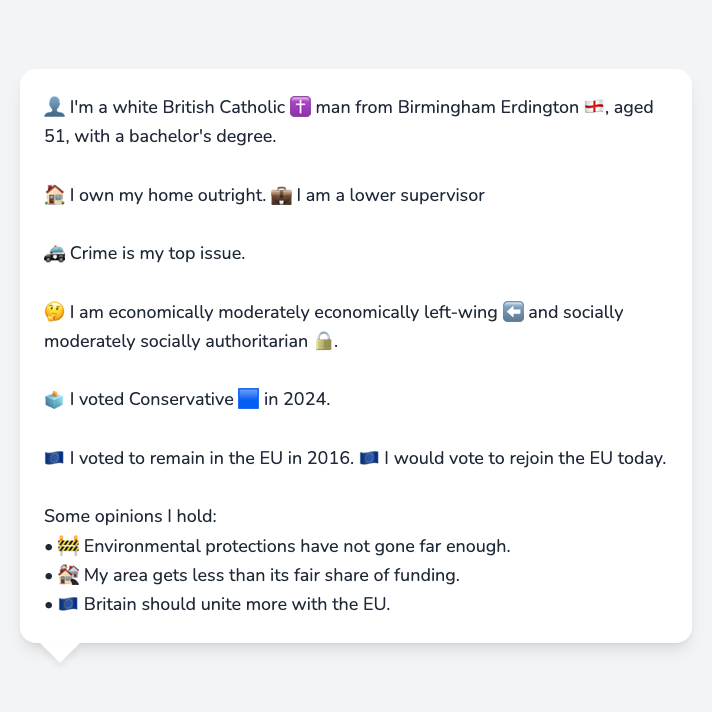 👤 I'm a white British Catholic ✝️ man from Birmingham Erdington 🏴󠁧󠁢󠁥󠁮󠁧󠁿, aged
51, with a bachelor's degree.
🏠 I own my home outright. 💼 I am a lower supervisor
🚓 Crime is my top issue.
🤔 I am economically moderately economically left-wing ⬅️ and socially
moderately socially authoritarian 🔒.
🗳️ I voted Conservative 🟦 in 2024.
🇪🇺 I voted to remain in the EU in 2016. 🇪🇺 I would vote to rejoin the EU today.
Some opinions I hold:
• 🚧 Environmental protections have not gone far enough.
• 🏚️ My area gets less than its fair share of funding.
• 🇪🇺 Britain should unite more with the EU.